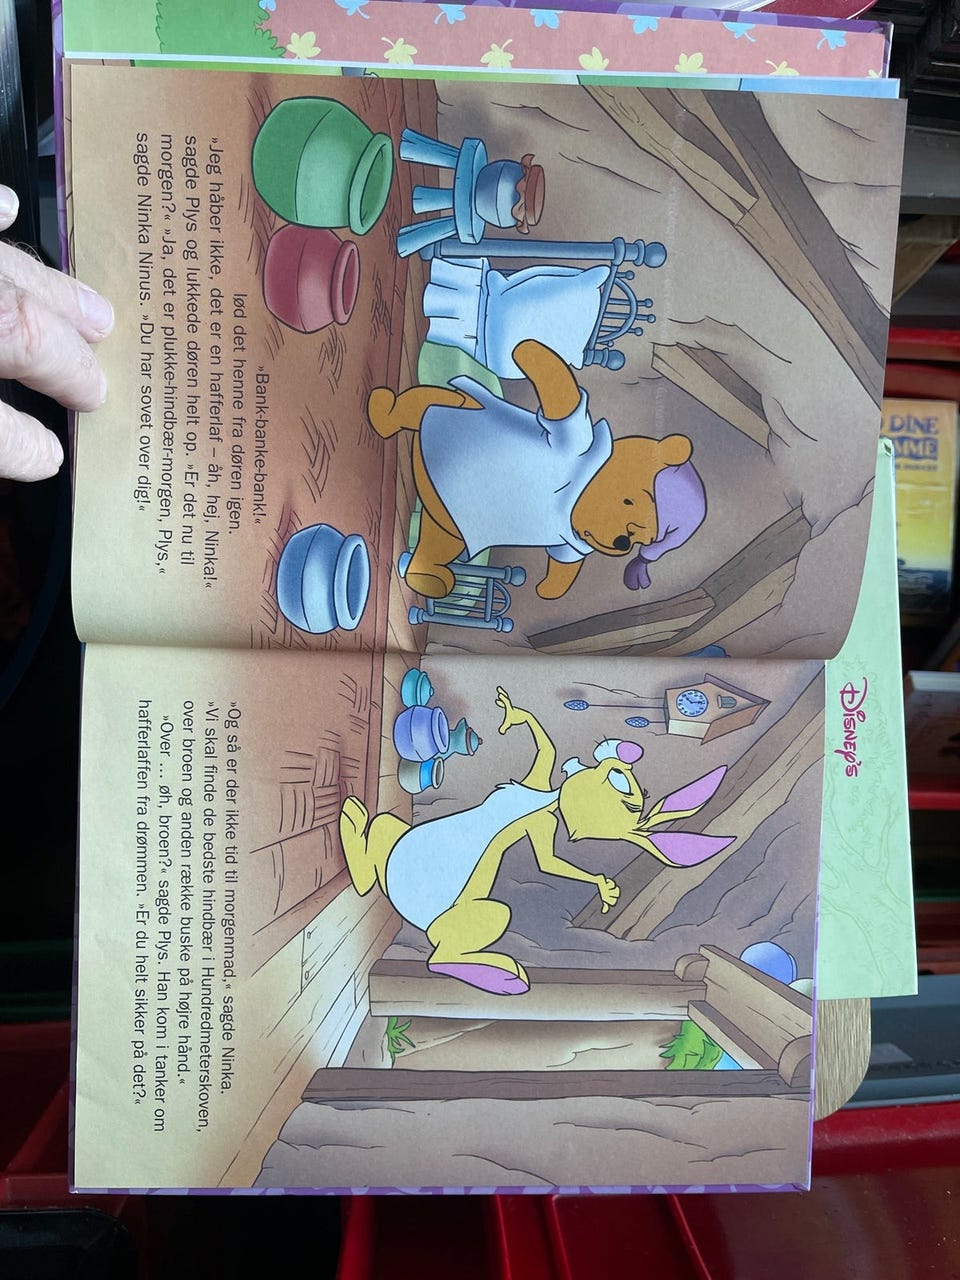 »Bank-banke-bank!«
lød det henne fra døren igen.
»Jeg håber ikke, det er en hafferlaf – åh, hej, Ninka!«
sagde Plys og lukkede døren helt op. »Er det nu til
morgen?« »Ja, det er plukke-hindbær-morgen, Plys,«
sagde Ninka Ninus. »Du har sovet over dig!«
»Og så er der ikke tid til morgenmad,« sagde Ninka.
»Vi skal finde de bedste hindbær i Hundredmeterskoven,
over broen og anden række buske på højre hånd.«
»Over ... øh, broen?« sagde Plys. Han kom i tanker om
hafferlaffen fra drømmen. »Er du helt sikker på det?«
DISNEY's
DINE